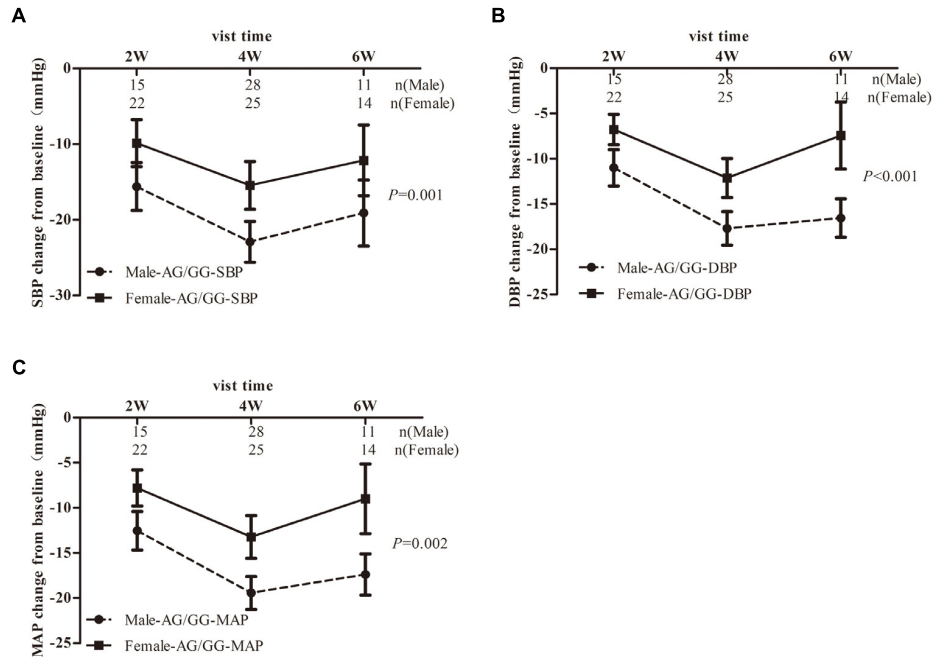 A
vist time
2W 4W 6W
0
15 28 11 n(Male)
22 25 14 n(Female)
-10
-20
-30
SBP change from baseline (mmHg)
P=0.001
Male-AG/GG-SBP
Female-AG/GG-SBP
B
vist time
2W 4W 6W
0
15 28 11 n(Male)
22 25 14 n(Female)
-5
-10
-15
-20
-25
DBP change from baseline (mmHg)
P<0.001
Male-AG/GG-DBP
Female-AG/GG-DBP
C
vist time
2W 4W 6W
0
15 28 11 n(Male)
22 25 14 n(Female)
-5
-10
-15
-20
-25
MAP change from baseline (mmHg)
P=0.002
Male-AG/GG-MAP
Female-AG/GG-MAP